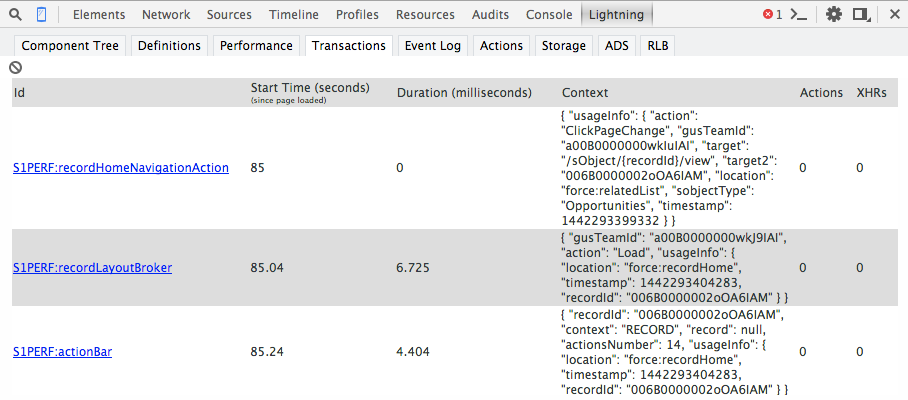 Elements Network Sources Timeline Profiles Resources Audits Console Lightning 1
Component Tree Definitions Performance Transactions Event Log Actions Storage ADS RLB
Id Start Time (seconds) (since page loaded) Duration (milliseconds) Context Actions XHRs
{ "usageInfo": { "action":
"ClickPageChange", "gusTeamId":
"a00B0000000wkIuIAI", "target":
S1PERF:recordHomeNavigationAction 85 0 "/sObject/{recordId}/view", "target2": 0 0
"006B0000002oOA6IAM", "location":
"force:relatedList", "sobjectType":
"Opportunities", "timestamp":
1442293399332 } }
{ "gusTeamId": "a00B0000000wkJ9IAI",
"action": "Load", "usageInfo": {
S1PERF:recordLayoutBroker 85.04 6.725 "location": "force:recordHome", 0 0
"timestamp": 1442293404283,
"recordId": "006B0000002oOA6IAM" } }
{ "recordId": "006B0000002oOA6IAM",
"context": "RECORD", "record": null,
S1PERF:actionBar 85.24 4.404 "actionsNumber": 14, "usageInfo": { 0 0
"location": "force:recordHome",
"timestamp": 1442293404283,
"recordId": "006B0000002oOA6IAM" } }